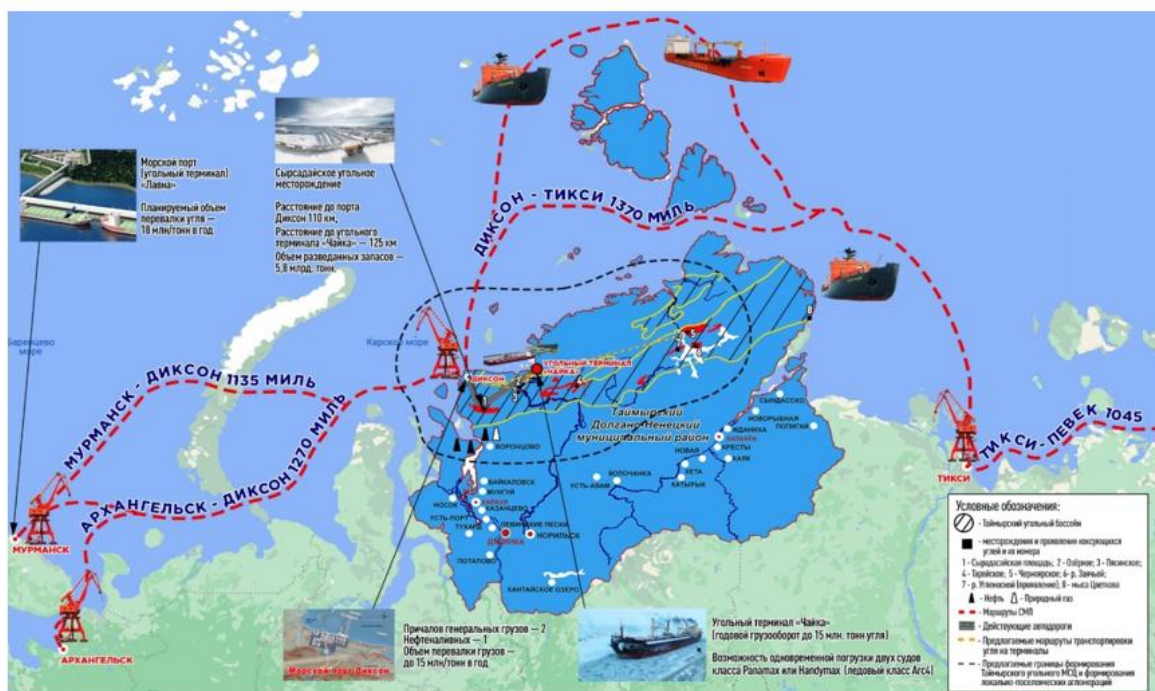 Морской порт
(угольный терминал)
«Лавна»
Планируемый объем
перевалки угля —
18 млн/тонн в год
Сырсадайское угольное
месторождение
Расстояние до порта
Диксон 110 км,
Расстояние до угольного
терминала «Чайка» — 125 км
Объем разведанных запасов —
5,8 млрд. тонн.
ДИКСОН - ТИКСИ 1370 МИЛЬ
Баренцево
море
Карское море
МУРМАНСК - ДИКСОН 1135 МИЛЬ
АРХАНГЕЛЬСК - ДИКСОН 1270 МИЛЬ
ТИКСИ-ПЕВЕК 1045
МУРМАНСК
АРХАНГЕЛЬСК
ТИКСИ
ДИКСОН
УГОЛЬНЫЙ ТЕРМИНАЛ
«ЧАЙКА»
Таймырский
Долгано-Ненецкий
муниципальный район
СЫНДАССКО
НОВОРЫБНАЯ
ПОПИГАЙ
ЖДАНИХА
ХАТАНГА
КРЕСТЫ
НОВАЯ
КАЯК
ХЕТА
КАТЫРЫК
ВОЛОЧАНКА
УСТЬ-АВАМ
ВОРОНЦОВО
БАЙКАЛОВСК
МУНГУЙ
НОСОК
КАРАУЛ
КАЗАНЦЕВО
УСТЬ-ПОРТ
ТУХАРД
ЛЕВИНСКИЕ ПЕСКИ
ДУДИНКА
НОРИЛЬСК
ПОТАПОВО
ХАНТАЙСКОЕ ОЗЕРО
Морской порт Диксон
Причалов генеральных грузов — 2
Нефтеналивных — 1
Объем перевалки грузов —
до 15 млн/тонн в год
Угольный терминал «Чайка»
(годовой грузооборот до 15 млн. тонн угля)
Возможность одновременной погрузки двух судов
класса Panamax или Handymax (ледовый класс Arc4)
Условные обозначения:
- Таймырский угольный бассейн
- месторождения и проявление коксующихся
углей и их номера
1 - Сырадасайская площадь; 2 - Озёрное; 3 - Пясинское;
4 - Тарейское; 5 - Черноярское; 6- р. Заячьей;
7 - р. Угленосной (проявление); 8 - мыса Цветкова
- Нефть
- Природный газ
- Маршруты СМП
- Действующие автодороги
- Предлагаемые маршруты транспортировки
угля на терминалы
- Предлагаемые границы формирования
Таймырского угольного МСЦ и формирования
локально-поселенческих агломераций